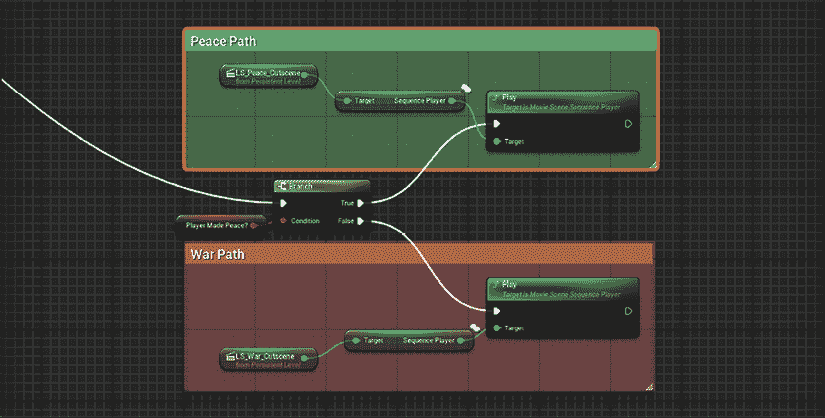 Peace Path
LS_Peace_Cutscene
from Persistent Level
Target Sequence Player
Play
Target is Movie Scene Sequence Player
Target
Branch
True
Player Made Peace?
Condition False
War Path
Play
Target is Movie Scene Sequence Player
Target Sequence Player
Target
LS_War_Cutscene
from Persistent Level